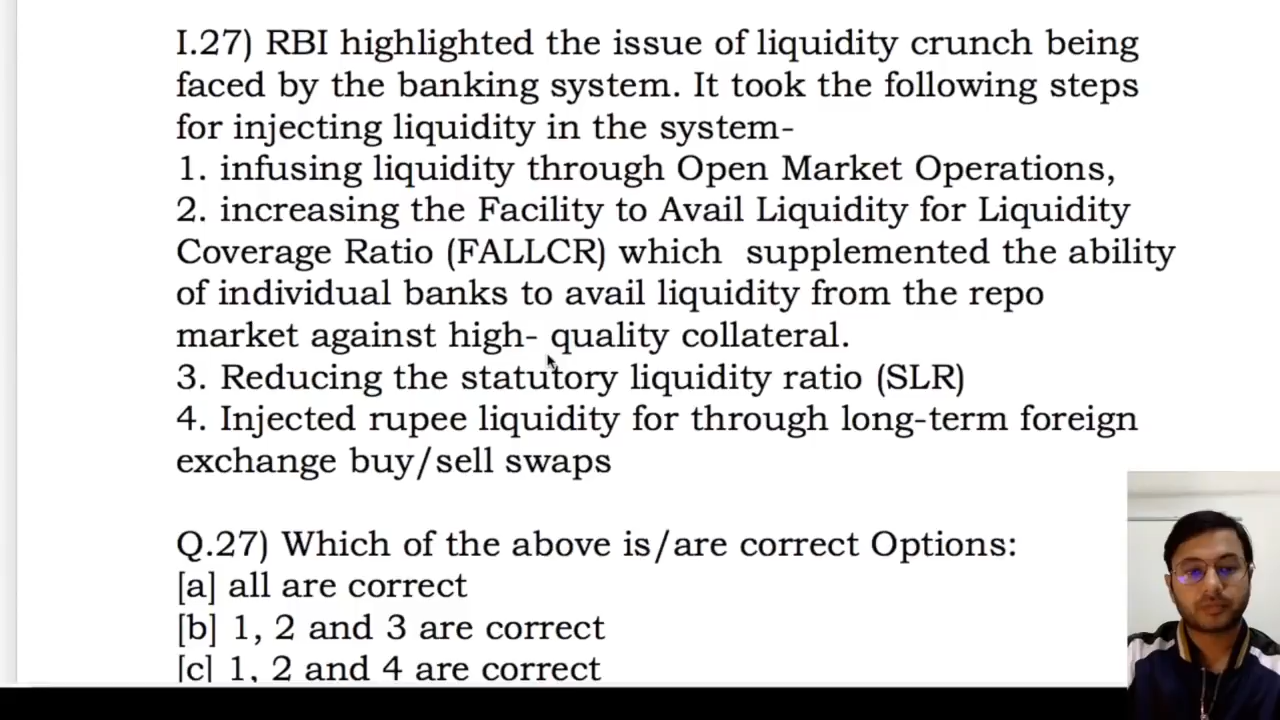 I.27) RBI highlighted the issue of liquidity crunch being
faced by the banking system. It took the following steps
for injecting liquidity in the system-
1. infusing liquidity through Open Market Operations,
2. increasing the Facility to Avail Liquidity for Liquidity
Coverage Ratio (FALLCR) which  supplemented the ability
of individual banks to avail liquidity from the repo
market against high- quality collateral.
3. Reducing the statutory liquidity ratio (SLR)
4. Injected rupee liquidity for through long-term foreign
exchange buy/sell swaps
Q.27) Which of the above is/are correct Options:
[a] all are correct
[b] 1, 2 and 3 are correct
[c] 1, 2 and 4 are correct